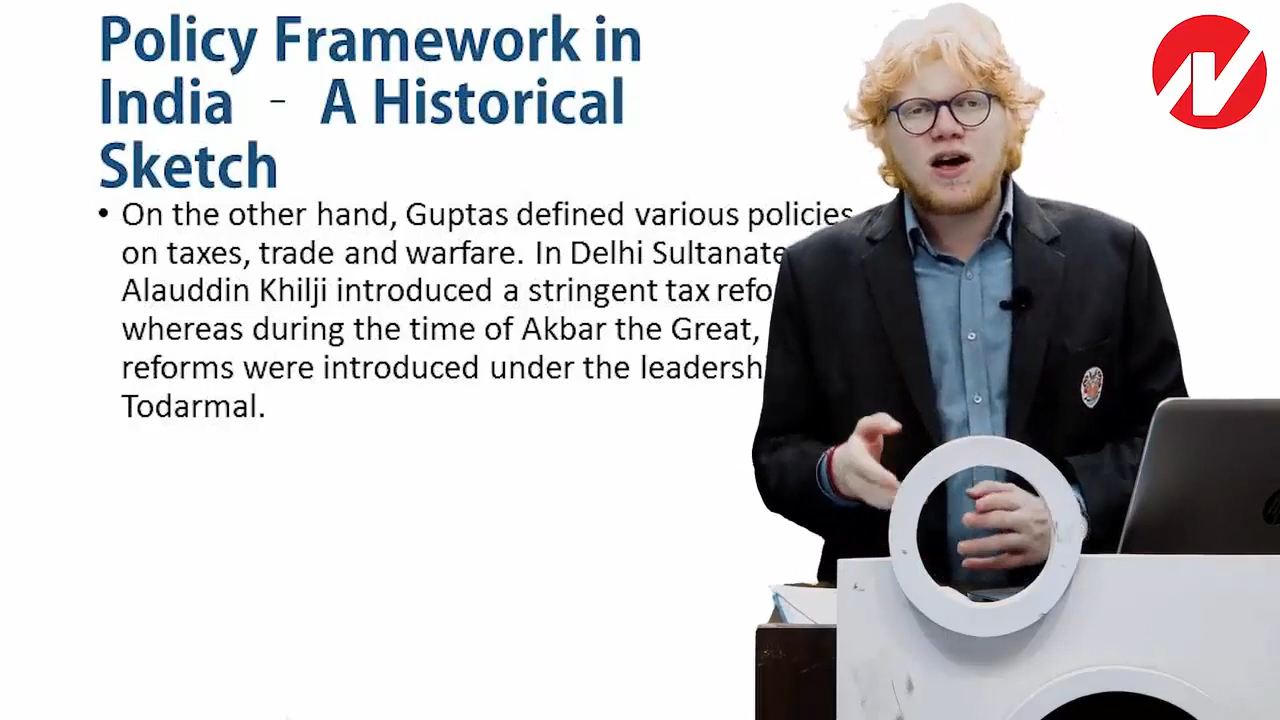 Policy Framework in
India - A Historical
Sketch
• On the other hand, Guptas defined various policies
on taxes, trade and warfare. In Delhi Sultanate
Alauddin Khilji introduced a stringent tax
whereas during the time of Akbar the Great,
reforms were introduced under the
Todarmal.